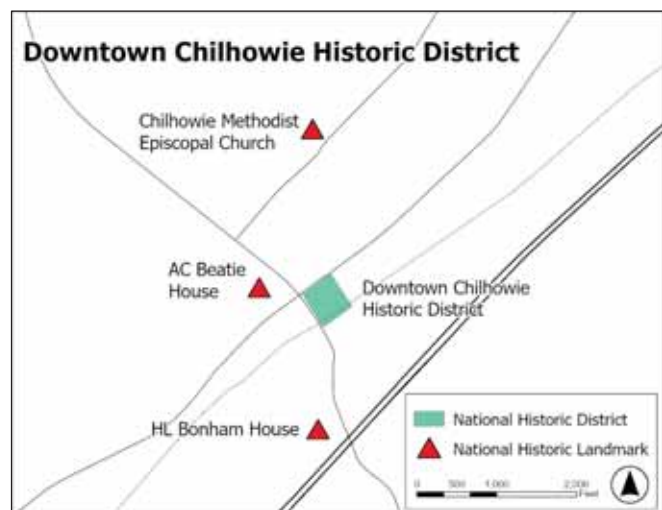 Downtown Chilhowie Historic District
Chilhowie Methodist
Episcopal Church
AC Beatie
House
Downtown Chilhowie
Historic District
HL Bonham House
National Historic District
National Historic Landmark
0 500 1,000 2,000
Feet